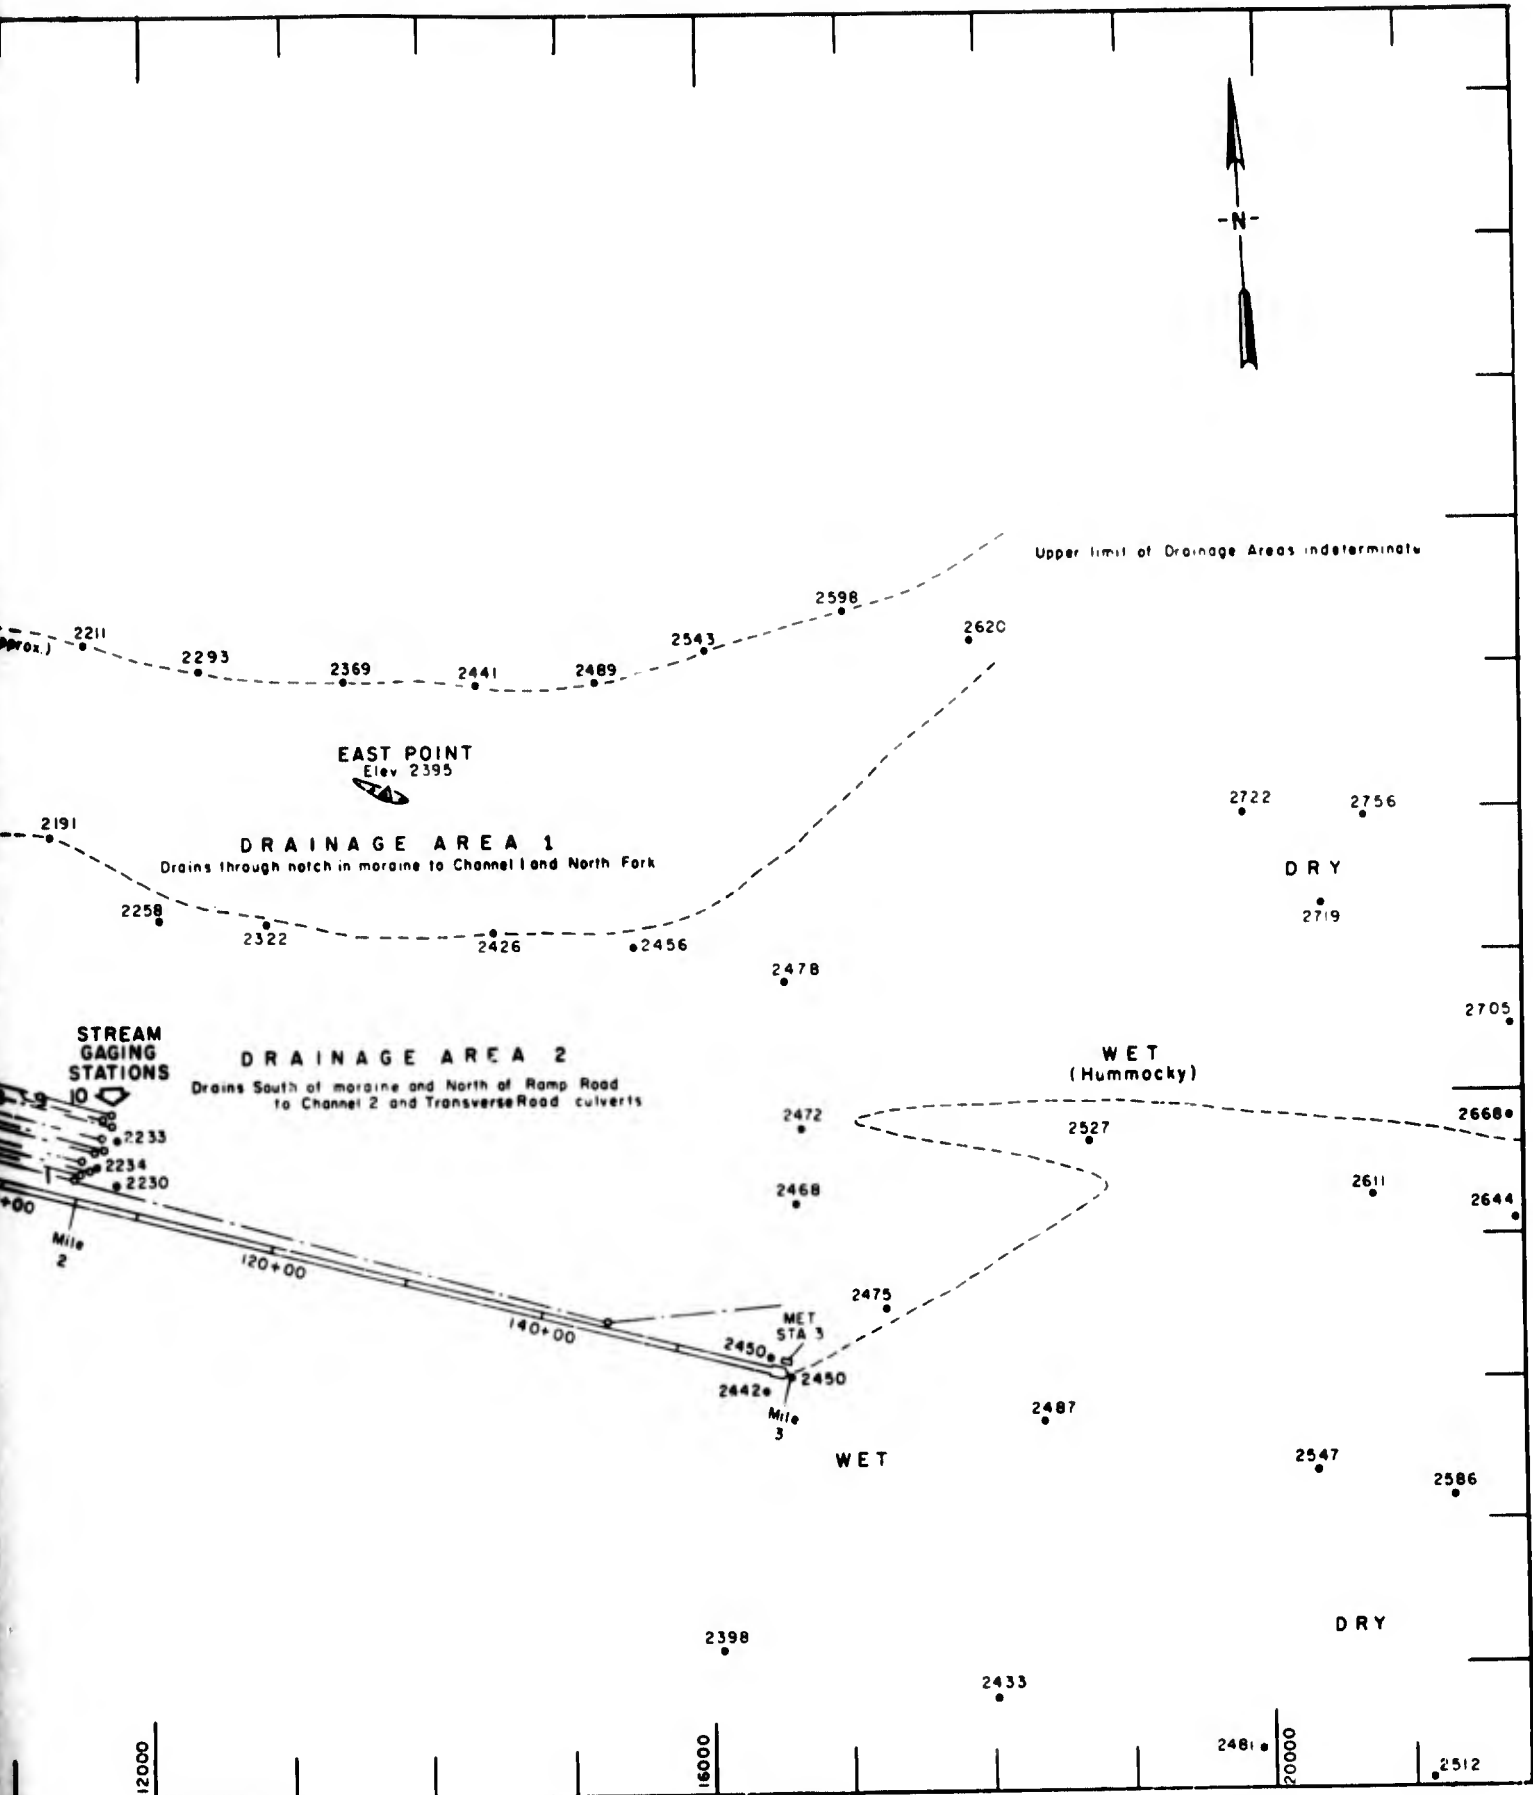 -N-
Upper limit of Drainage Areas indeterminate
2598
2620
2211
pprox.)
2543
2293
2369
2441
2489
EAST POINT
Elev 2395
2722
2756
2191
DRAINAGE AREA 1
Drains through notch in moraine to Channel 1 and North Fork
DRY
2258
2322
2426
2456
2719
2478
2705
STREAM
GAGING
STATIONS
DRAINAGE AREA 2
Drains South of moraine and North of Ramp Road
to Channel 2 and Transverse Road culverts
WET
(Hummocky)
9
10
2472
2527
2668
2233
2234
2230
2468
2611
2644
+00
Mile
2
120+00
2475
140+00
MET
STA 3
2450
2450
2442
Mile
3
2487
WET
2547
2586
2398
DRY
2433
2481
2512
12000
16000
20000